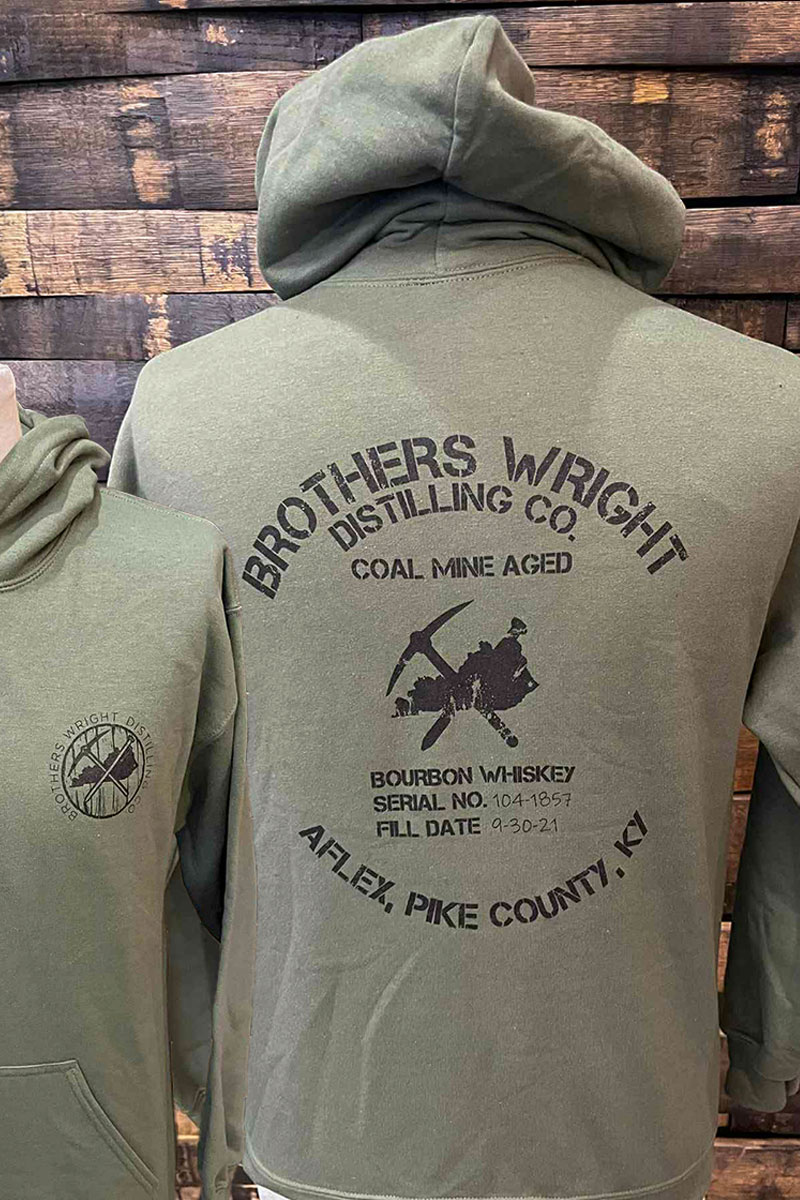 BROTHERS WRIGHT
DISTILLING CO.
COAL MINE AGED
BOURBON WHISKEY
SERIAL NO. 104-1857
FILL DATE 9-30-21
AFLEX, PIKE COUNTY, KY
BROTHERS WRIGHT DISTILLING CO